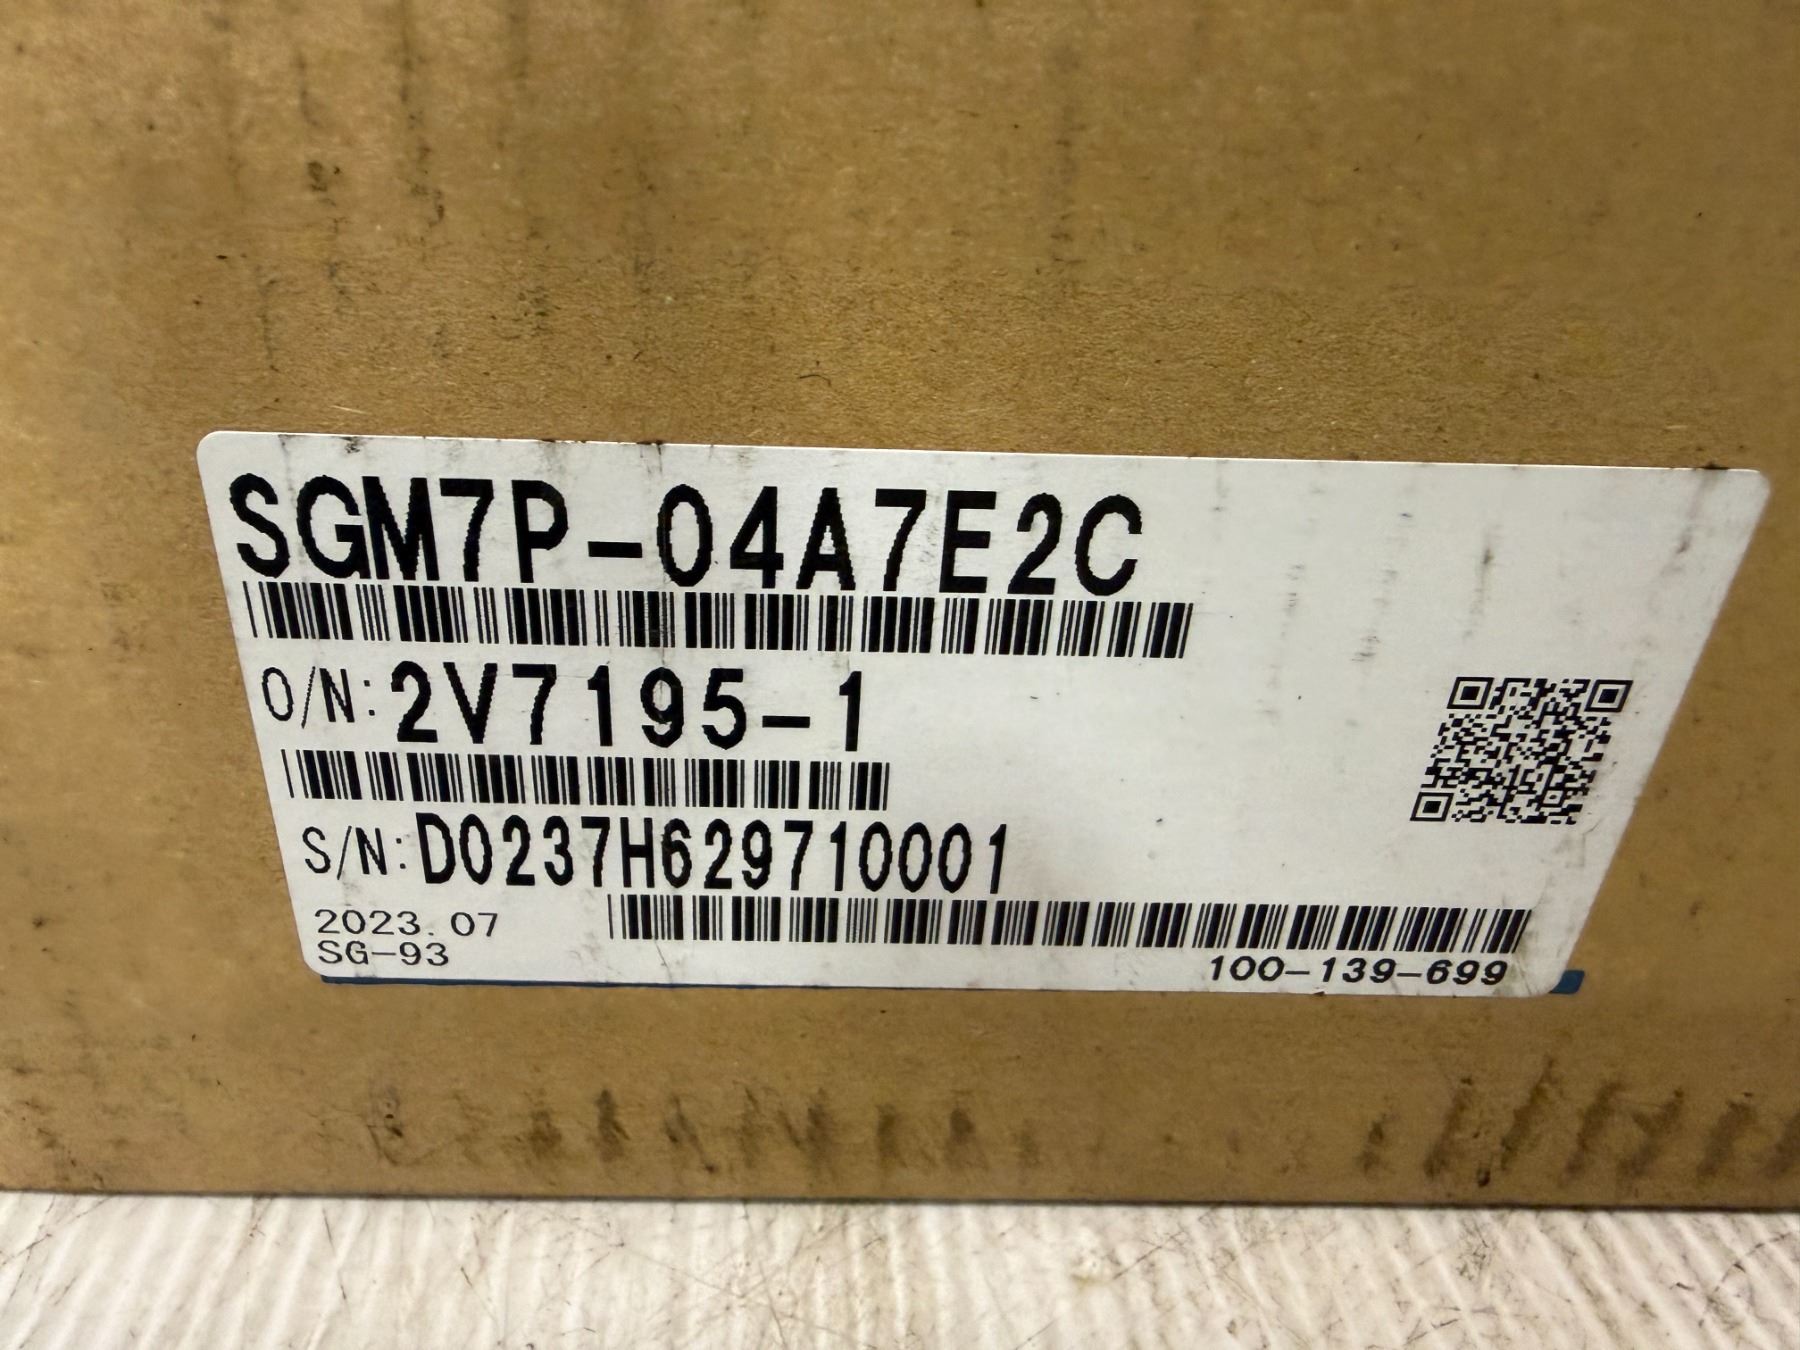 SGM7P-04A7E2C
O/N: 2V7195-1
S/N: D0237H629710001
2023.07
SG-93
100-139-699